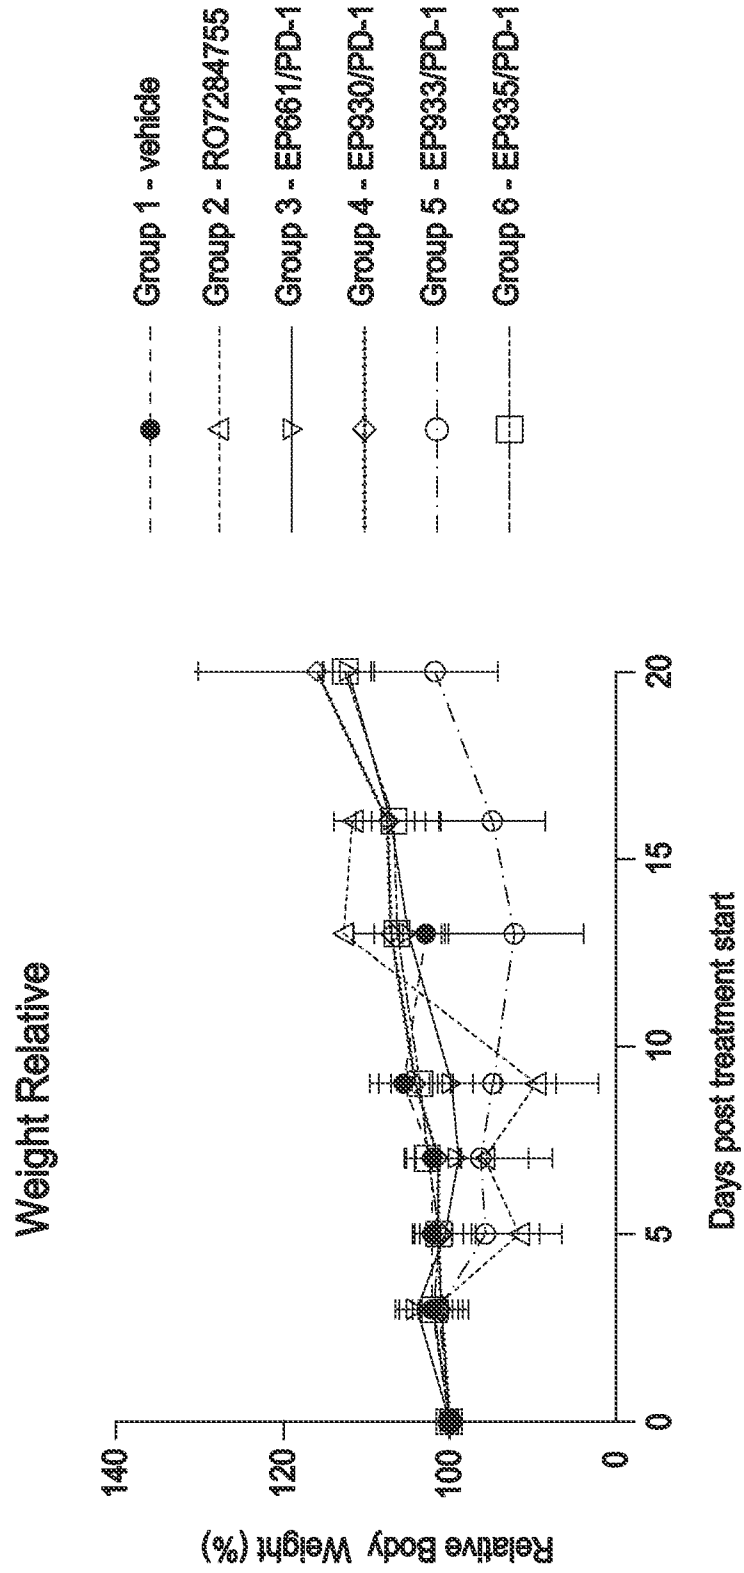 Weight Relative
Relative Body Weight (%)
140
120
100
0
0
5
10
15
20
Days post treatment start
Group 1 - vehicle
Group 2 - RO7284755
Group 3 - EP661/PD-1
Group 4 - EP930/PD-1
Group 5 - EP933/PD-1
Group 6 - EP935/PD-1